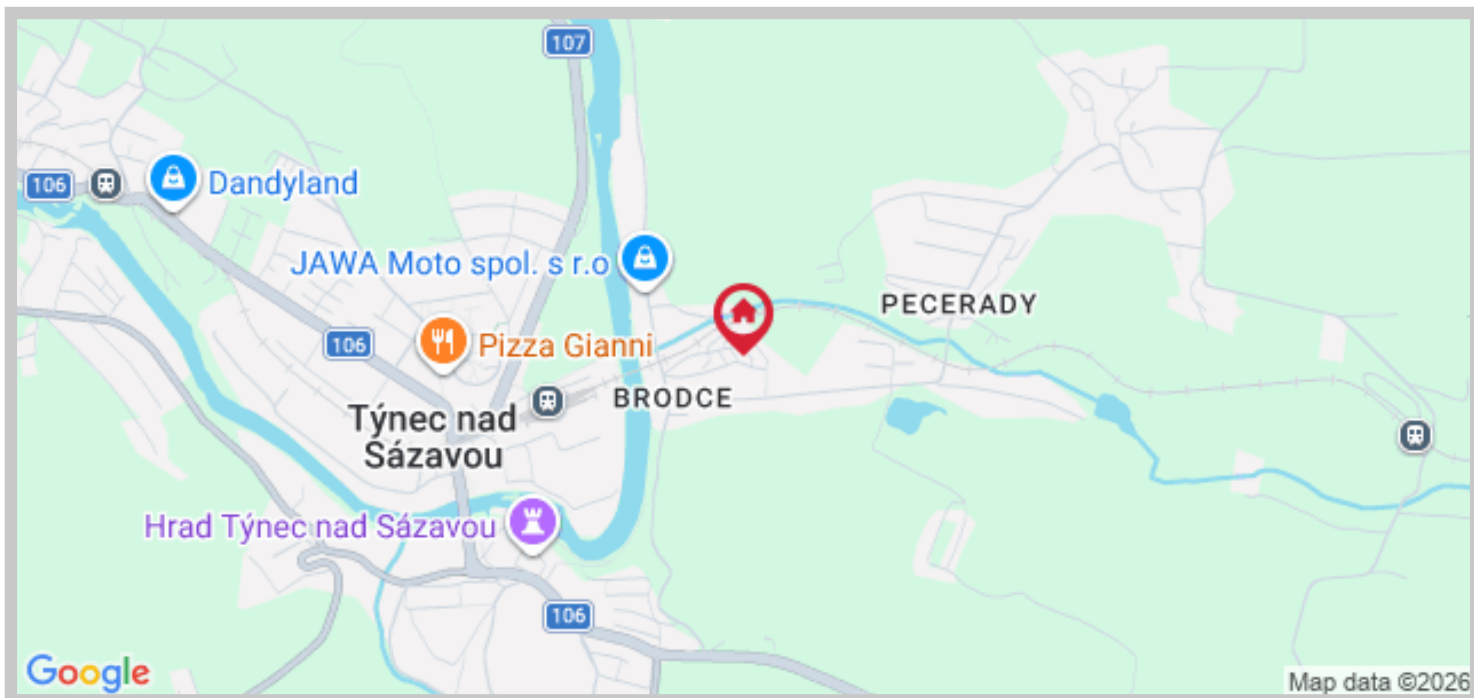 107
106
Dandyland
JAWA Moto spol. s r.o
PECERADY
106
Pizza Gianni
BRODCE
Týnec nad
Sázavou
Hrad Týnec nad Sázavou
106
Google
Map data ©2026